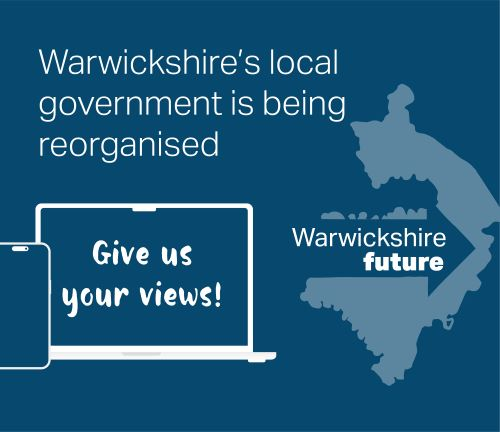 Warwickshire’s local
government is being
reorganised
Give us
your views!
Warwickshire
future